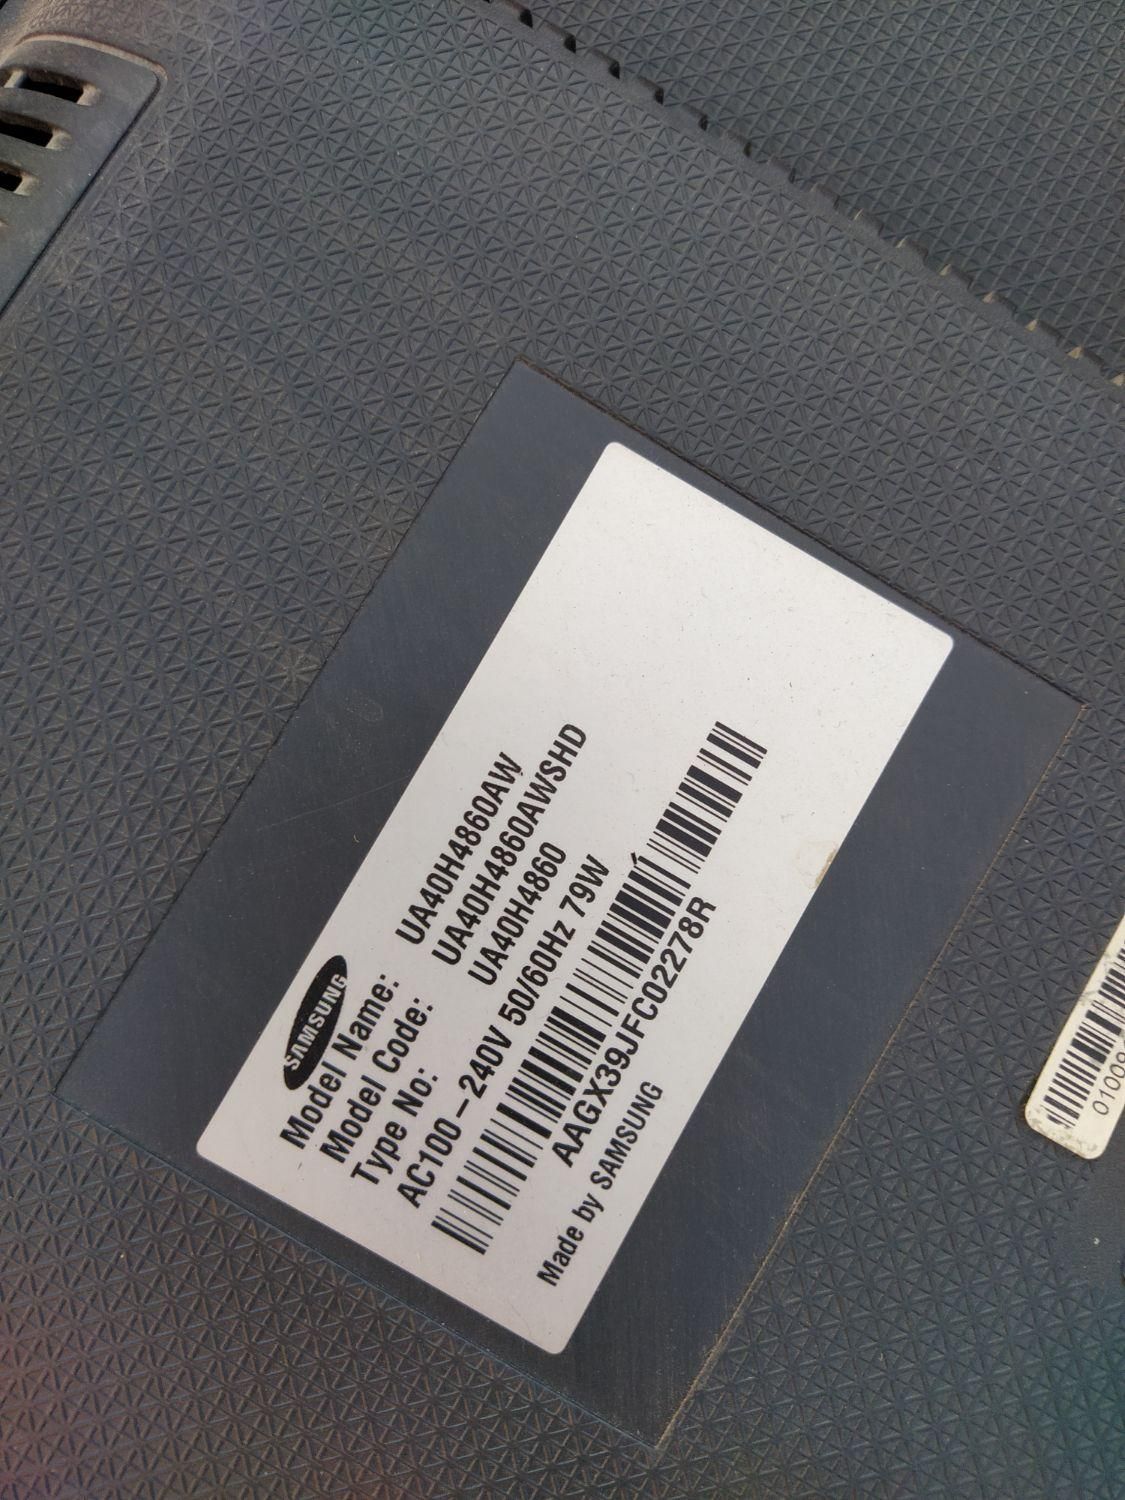 SAMSUNG
Model Name: UA40H4860AW
Model Code: UA40H4860AWSHD
Type No: UA40H4860
AC100-240V 50/60Hz 79W
AAGX39JFC02278R
Made by SAMSUNG